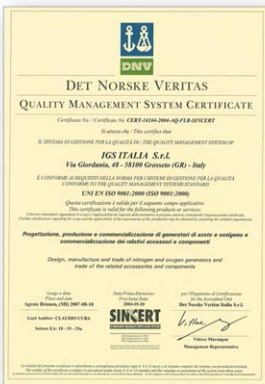 DNV
DET NORSKE VERITAS
QUALITY MANAGEMENT SYSTEM CERTIFICATE
Certificato No. / Certificate No. CERT-14244-2004-AQ-FLR-SINCERT
Si attesta che / This certifies that
IL SISTEMA DI GESTIONE PER LA QUALITÀ DI / THE QUALITY MANAGEMENT SYSTEM OF
IGS ITALIA S.r.l.
Via Giordania, 48 - 58100 Grosseto (GR) - Italy
È CONFORME AI REQUISITI DELLA NORMA PER I SISTEMI DI GESTIONE PER LA QUALITÀ
CONFORMS TO THE QUALITY MANAGEMENT SYSTEMS STANDARD
UNI EN ISO 9001:2000 (ISO 9001:2000)
Questa certificazione è valida per il seguente campo applicativo:
This certificate is valid for the following products or services:
Progettazione, produzione e commercializzazione di generatori di azoto e ossigeno e
commercializzazione dei relativi accessori e componenti
Design, manufacture and trade of nitrogen and oxygen generators and
trade of the related accessories and components
Luogo e data
Place and date
Agrate Brianza, (MI) 2007-08-10
Data Prima Emissione:
First Issue Date:
2004-05-20
per l'Organismo di Certificazione
for the Accredited Unit
Det Norske Veritas Italia S.r.l.
Lead Auditor: CLAUDIO CURA
Settore EA: 18 - 19 - 29a
SINCERT
Vittore Marangon
Management Representative